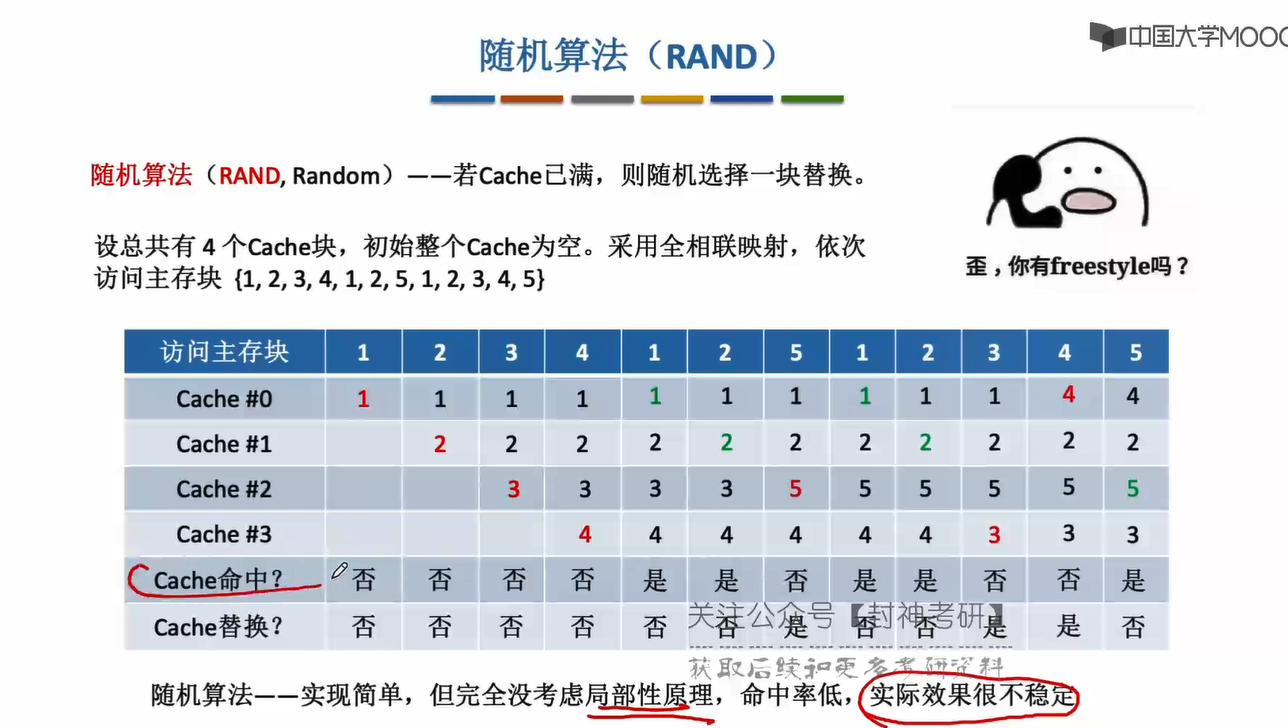 中国大学MOOC
随机算法（RAND）
随机算法（RAND, Random）——若Cache已满，则随机选择一块替换。
设总共有 4 个Cache块，初始整个Cache为空。采用全相联映射，依次
访问主存块 {1, 2, 3, 4, 1, 2, 5, 1, 2, 3, 4, 5}
歪，你有freestyle吗？
访问主存块 1 2 3 4 1 2 5 1 2 3 4 5
Cache #0 1 1 1 1 1 1 1 1 1 1 4 4
Cache #1 2 2 2 2 2 2 2 2 2 2 2
Cache #2 3 3 3 3 5 5 5 5 5 5
Cache #3 4 4 4 4 4 4 3 3 3
Cache命中? 否 否 否 否 是 是 否 是 是 否 否 是
关注公众号【封神考研】
Cache替换? 否 否 否 否 否 否 是 否 否 是 是 否
获取后续和更多考研资料
随机算法——实现简单，但完全没考虑局部性原理，命中率低，实际效果很不稳定